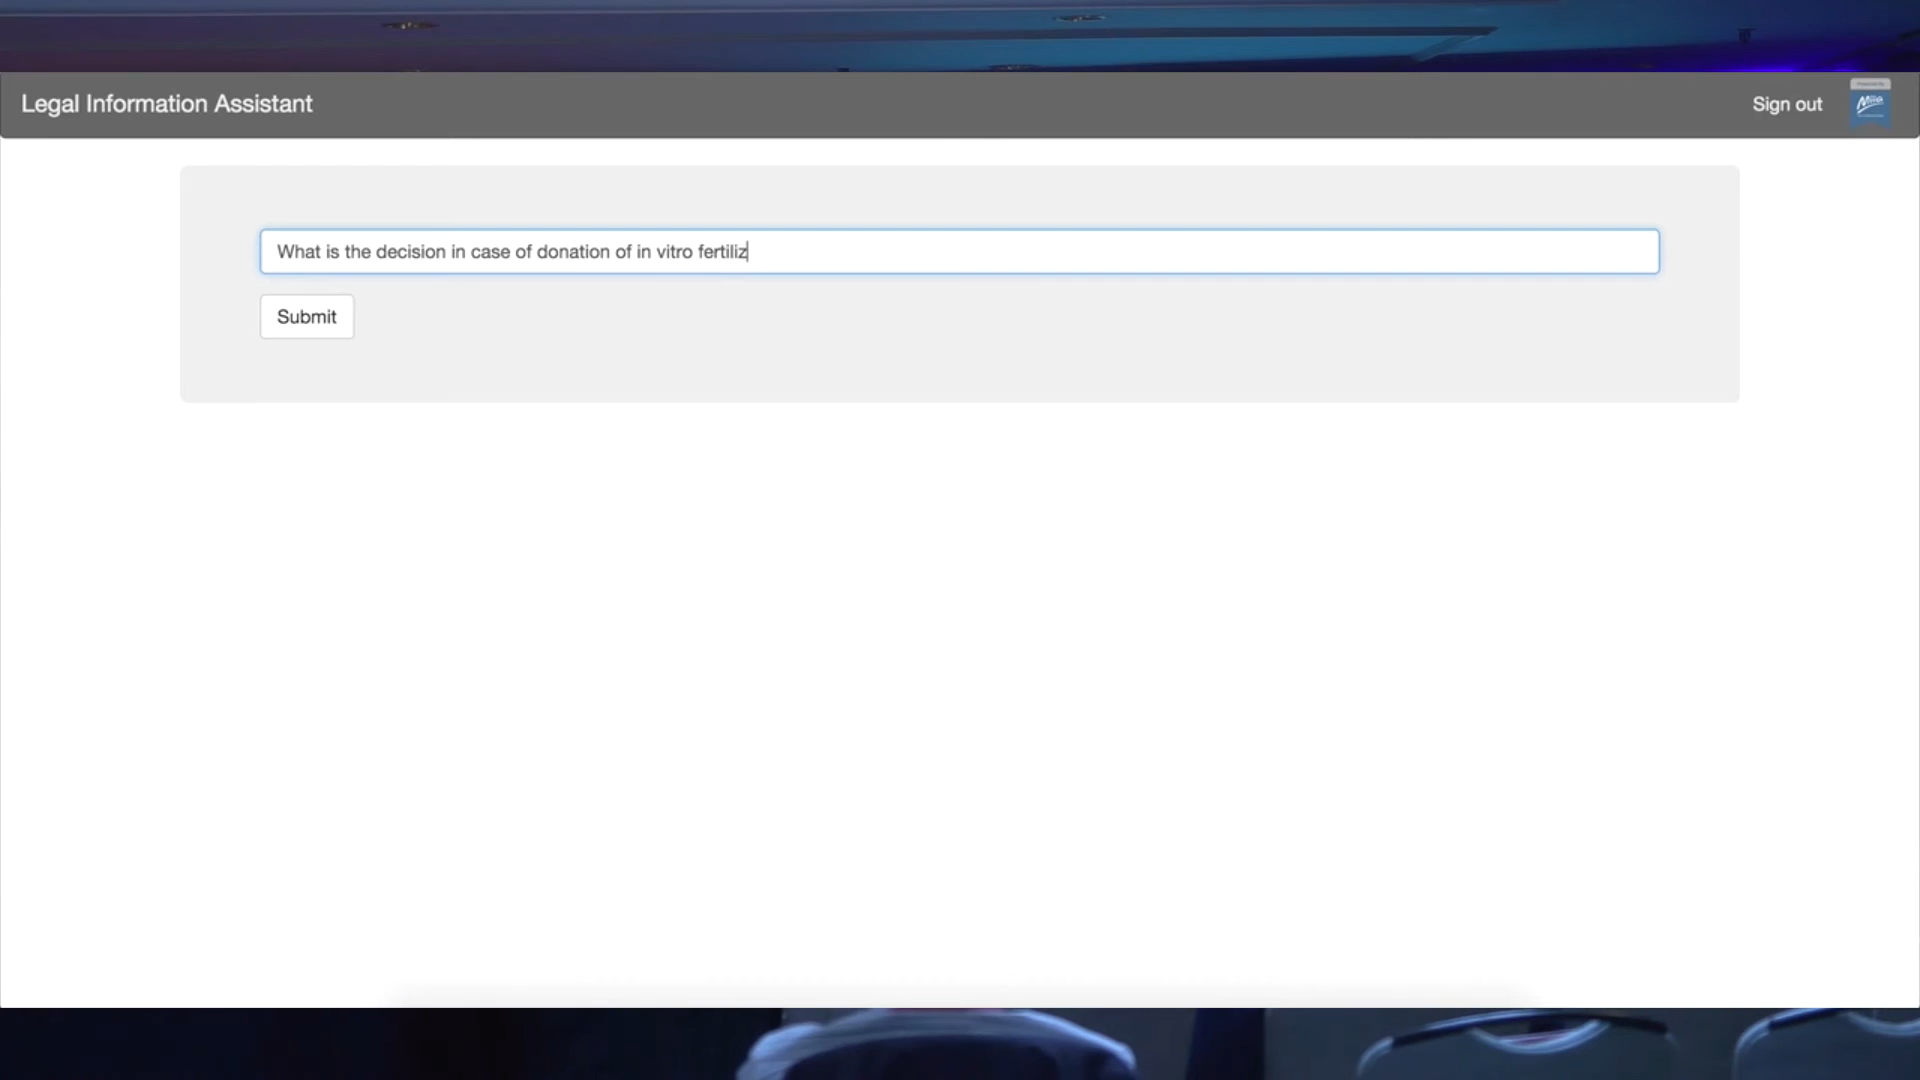 Legal Information Assistant
Sign out
What is the decision in case of donation of in vitro fertiliz
Submit